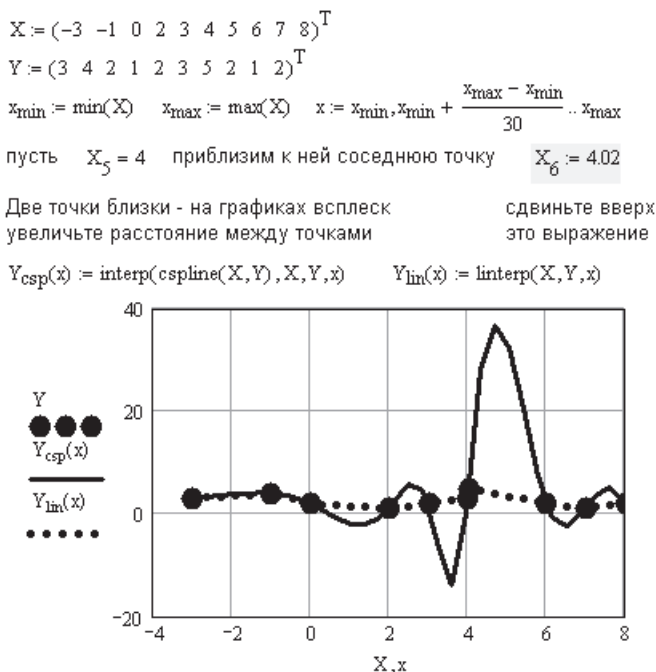 X := (-3 -1 0 2 3 4 5 6 7 8)^T
Y := (3 4 2 1 2 3 5 2 1 2)^T
x_min := min(X) x_max := max(X) x := x_min, x_min + (x_max - x_min)/30 .. x_max
пусть X_5 = 4 приблизим к ней соседнюю точку X_6 := 4.02
Две точки близки - на графиках всплеск сдвиньте вверх
увеличьте расстояние между точками это выражение
Y_csp(x) := interp(cspline(X,Y),X,Y,x) Y_lin(x) := linterp(X,Y,x)
40
20
0
-20
Y
Y_csp(x)
Y_lin(x)
-4 -2 0 2 4 6 8
X,x